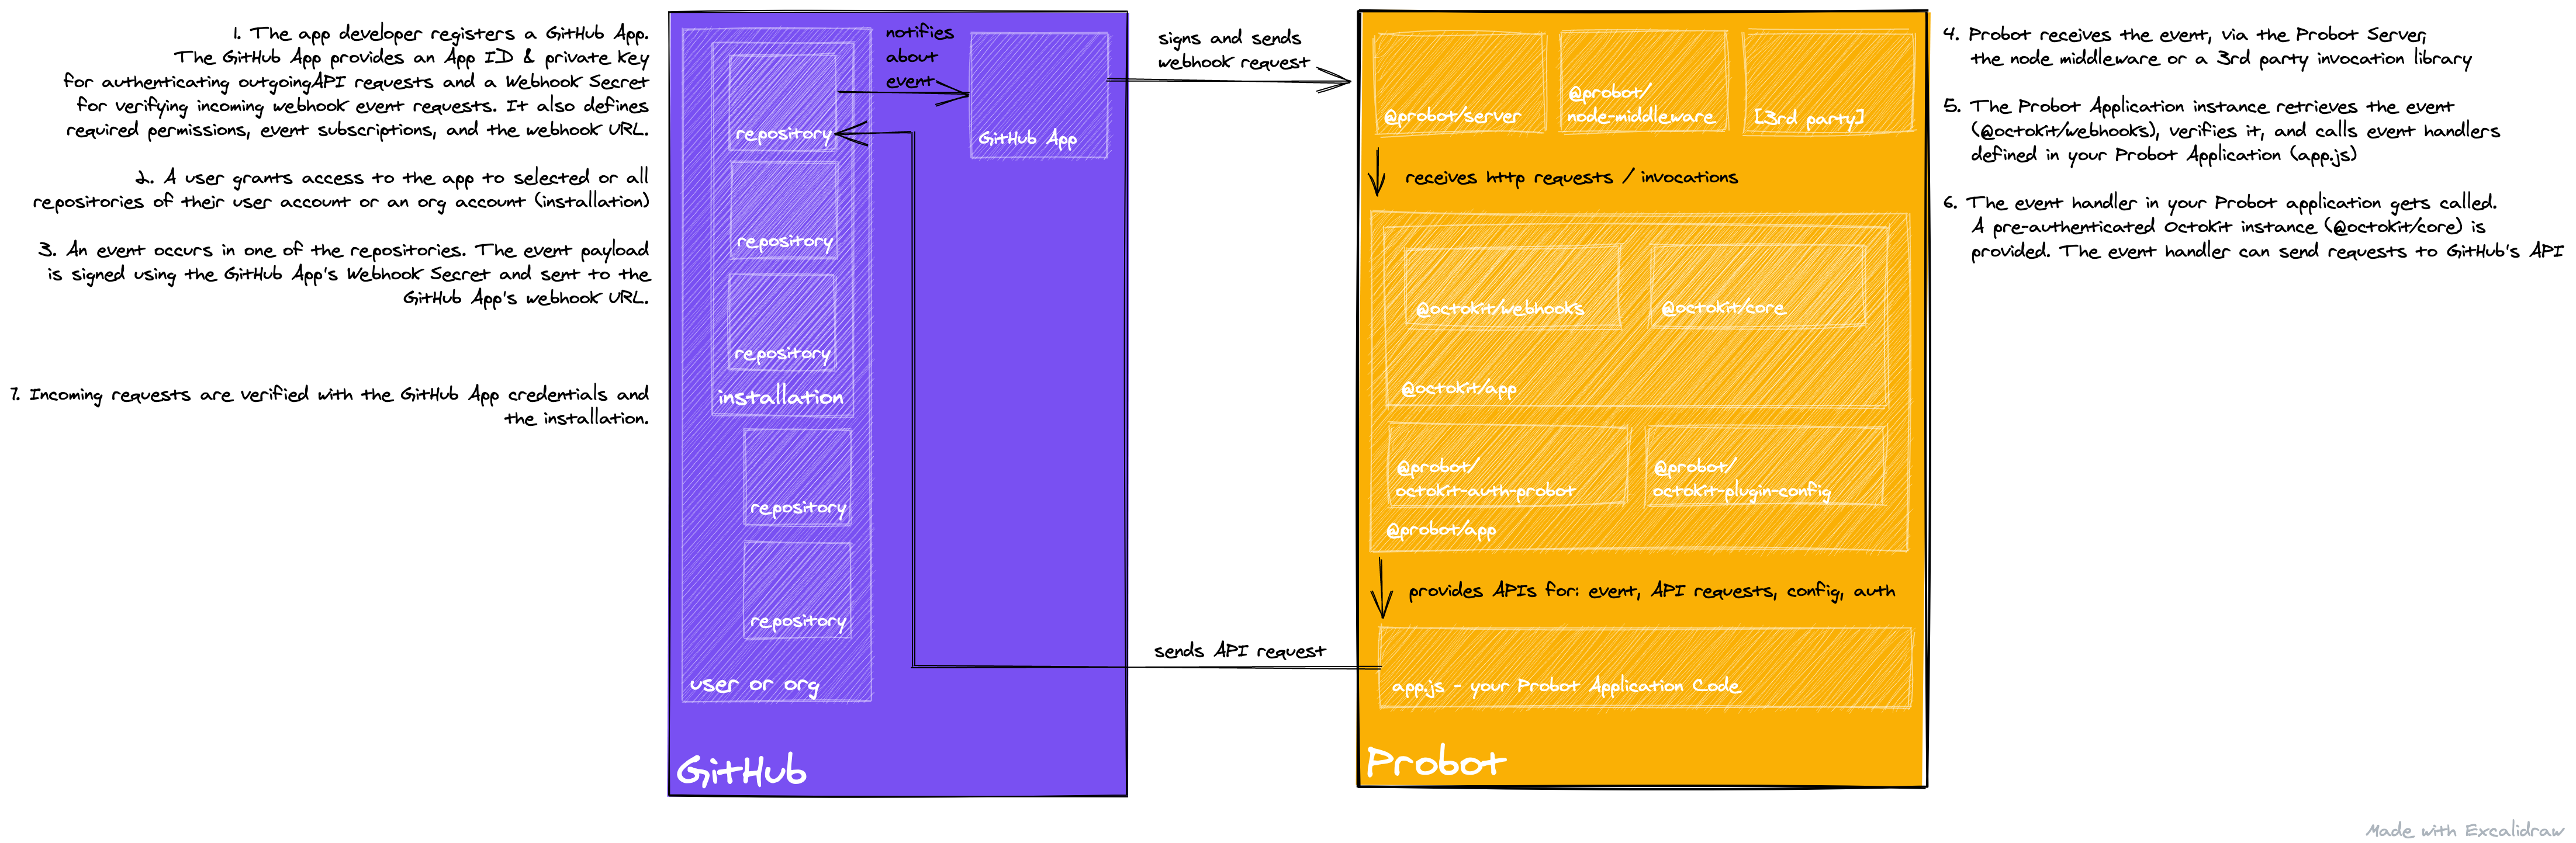 1. The app developer registers a GitHub App.
The GitHub App provides an App ID & private key
for authenticating outgoingAPI requests and a Webhook Secret
for verifying incoming webhook event requests. It also defines
required permissions, event subscriptions, and the webhook URL.
2. A user grants access to the app to selected or all
repositories of their user account or an org account (installation)
3. An event occurs in one of the repositories. The event payload
is signed using the GitHub App's Webhook Secret and sent to the
GitHub App's webhook URL.
7. Incoming requests are verified with the GitHub App credentials and
the installation.
notifies
about
event
repository
repository
repository
installation
repository
repository
user or org
GitHub App
GitHub
signs and sends
webhook request
sends API request
@probot/server
@probot/
node-middleware
[3rd party]
receives http requests / invocations
@octokit/webhooks
@octokit/core
@octokit/app
@probot/
octokit-auth-probot
@probot/
octokit-plugin-config
@probot/app
provides APIs for: event, API requests, config, auth
app.js - your Probot Application Code
Probot
4. Probot receives the event, via the Probot Server,
the node middleware or a 3rd party invocation library
5. The Probot Application instance retrieves the event
(@octokit/webhooks), verifies it, and calls event handlers
defined in your Probot Application (app.js)
6. The event handler in your Probot application gets called.
A pre-authenticated Octokit instance (@octokit/core) is
provided. The event handler can send requests to GitHub's API
Made with Excalidraw